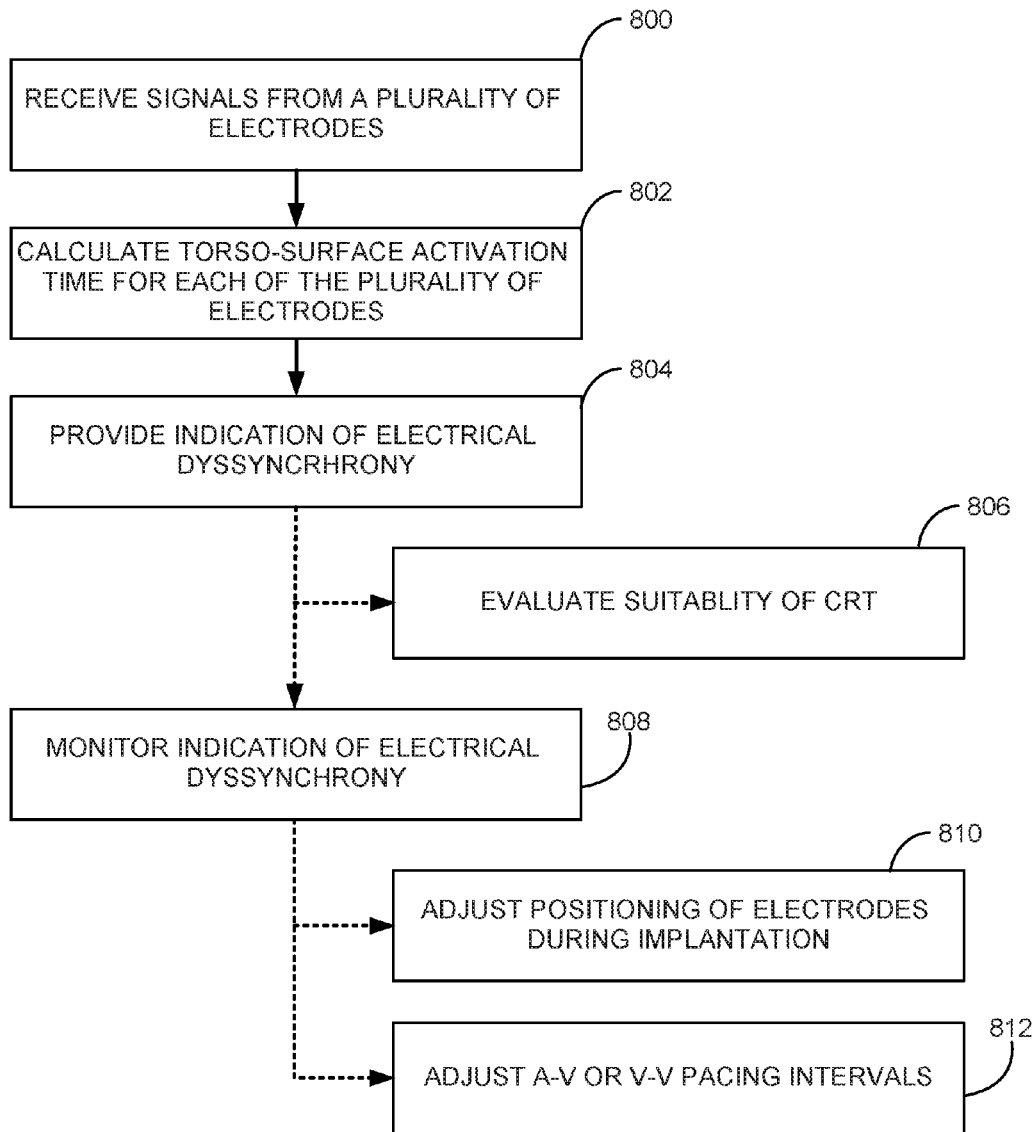 800
RECEIVE SIGNALS FROM A PLURALITY OF
ELECTRODES
802
CALCULATE TORSO-SURFACE ACTIVATION
TIME FOR EACH OF THE PLURALITY OF
ELECTRODES
804
PROVIDE INDICATION OF ELECTRICAL
DYSSYNCRHRONY
806
EVALUATE SUITABLITY OF CRT
808
MONITOR INDICATION OF ELECTRICAL
DYSSYNCHRONY
810
ADJUST POSITIONING OF ELECTRODES
DURING IMPLANTATION
812
ADJUST A-V OR V-V PACING INTERVALS